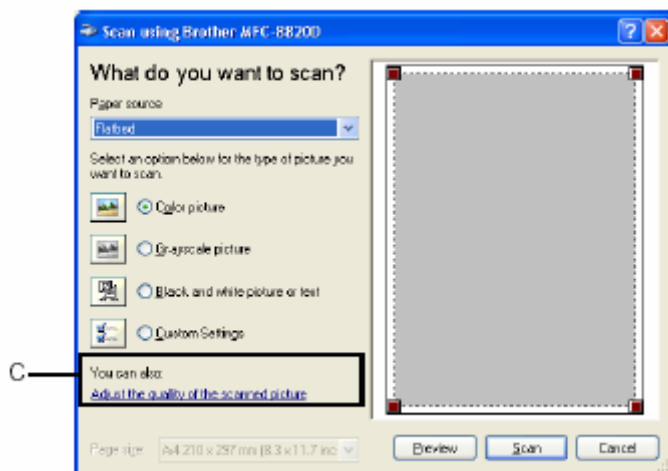 Scan using Brother MFC-8820D
What do you want to scan?
Paper source
Flatbed
Select an option below for the type of picture you
want to scan.
Color picture
Grayscale picture
Black and white picture or text
Custom Settings
C
You can also:
Adjust the quality of the scanned picture
Page size: A4 210 x 297 mm (8.3 x 11.7 inc
Preview
Scan
Cancel